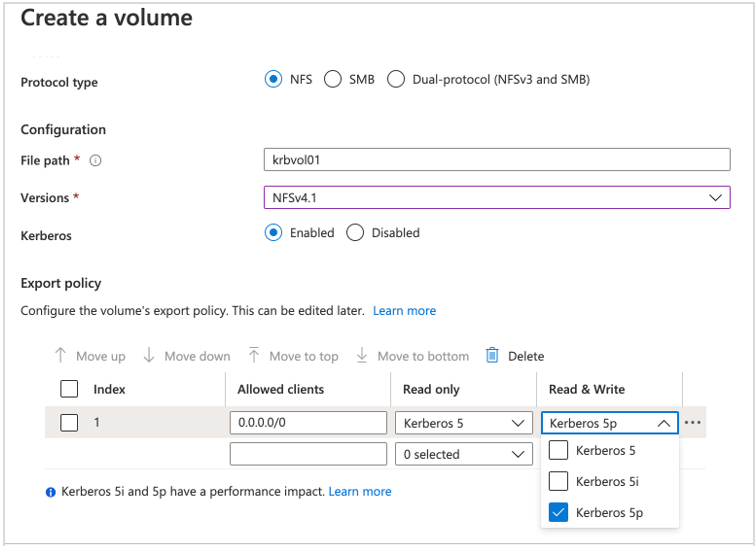 Create a volume
Protocol type NFS SMB Dual-protocol (NFSv3 and SMB)
Configuration
File path * krbvol01
Versions * NFSv4.1
Kerberos Enabled Disabled
Export policy
Configure the volume's export policy. This can be edited later. Learn more
Move up Move down Move to top Move to bottom Delete
Index Allowed clients Read only Read & Write
1 0.0.0.0/0 Kerberos 5 Kerberos 5p
0 selected
Kerberos 5
Kerberos 5i
Kerberos 5p
Kerberos 5i and 5p have a performance impact. Learn more